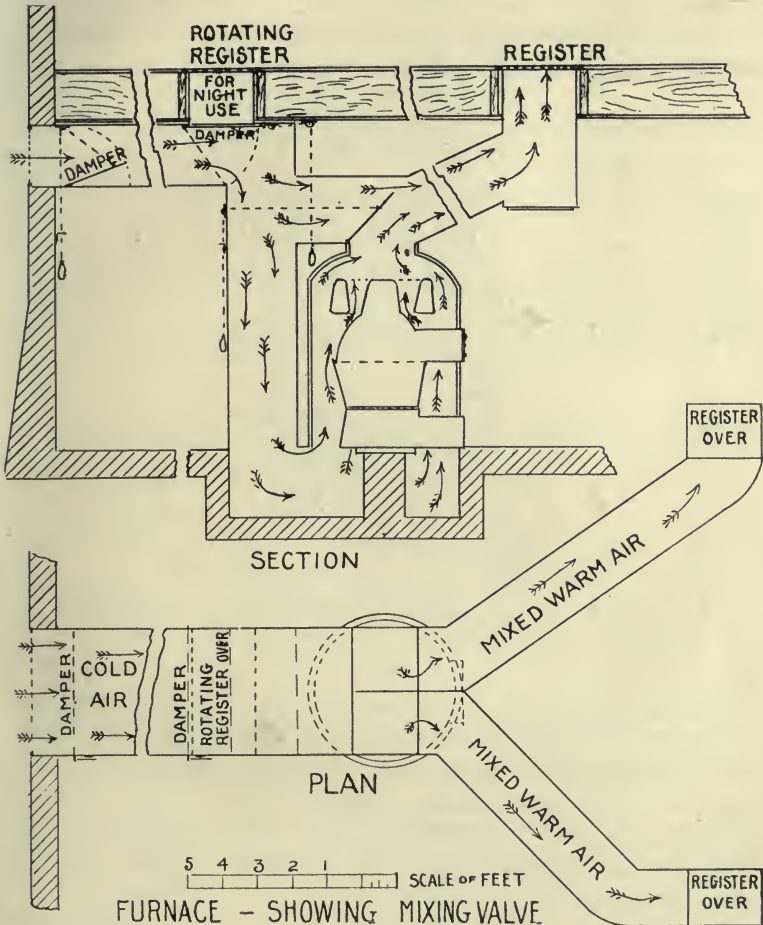 ROTATING
REGISTER
REGISTER
FOR
NIGHT
USE
DAMPER
DAMPER
SECTION
REGISTER
OVER
MIXED WARM AIR
DAMPER
COLD
AIR
DAMPER
ROTATING
REGISTER OVER
PLAN
MIXED WARM AIR
5 4 3 2 1
SCALE OF FEET
REGISTER
OVER
FURNACE - SHOWING MIXING VALVE